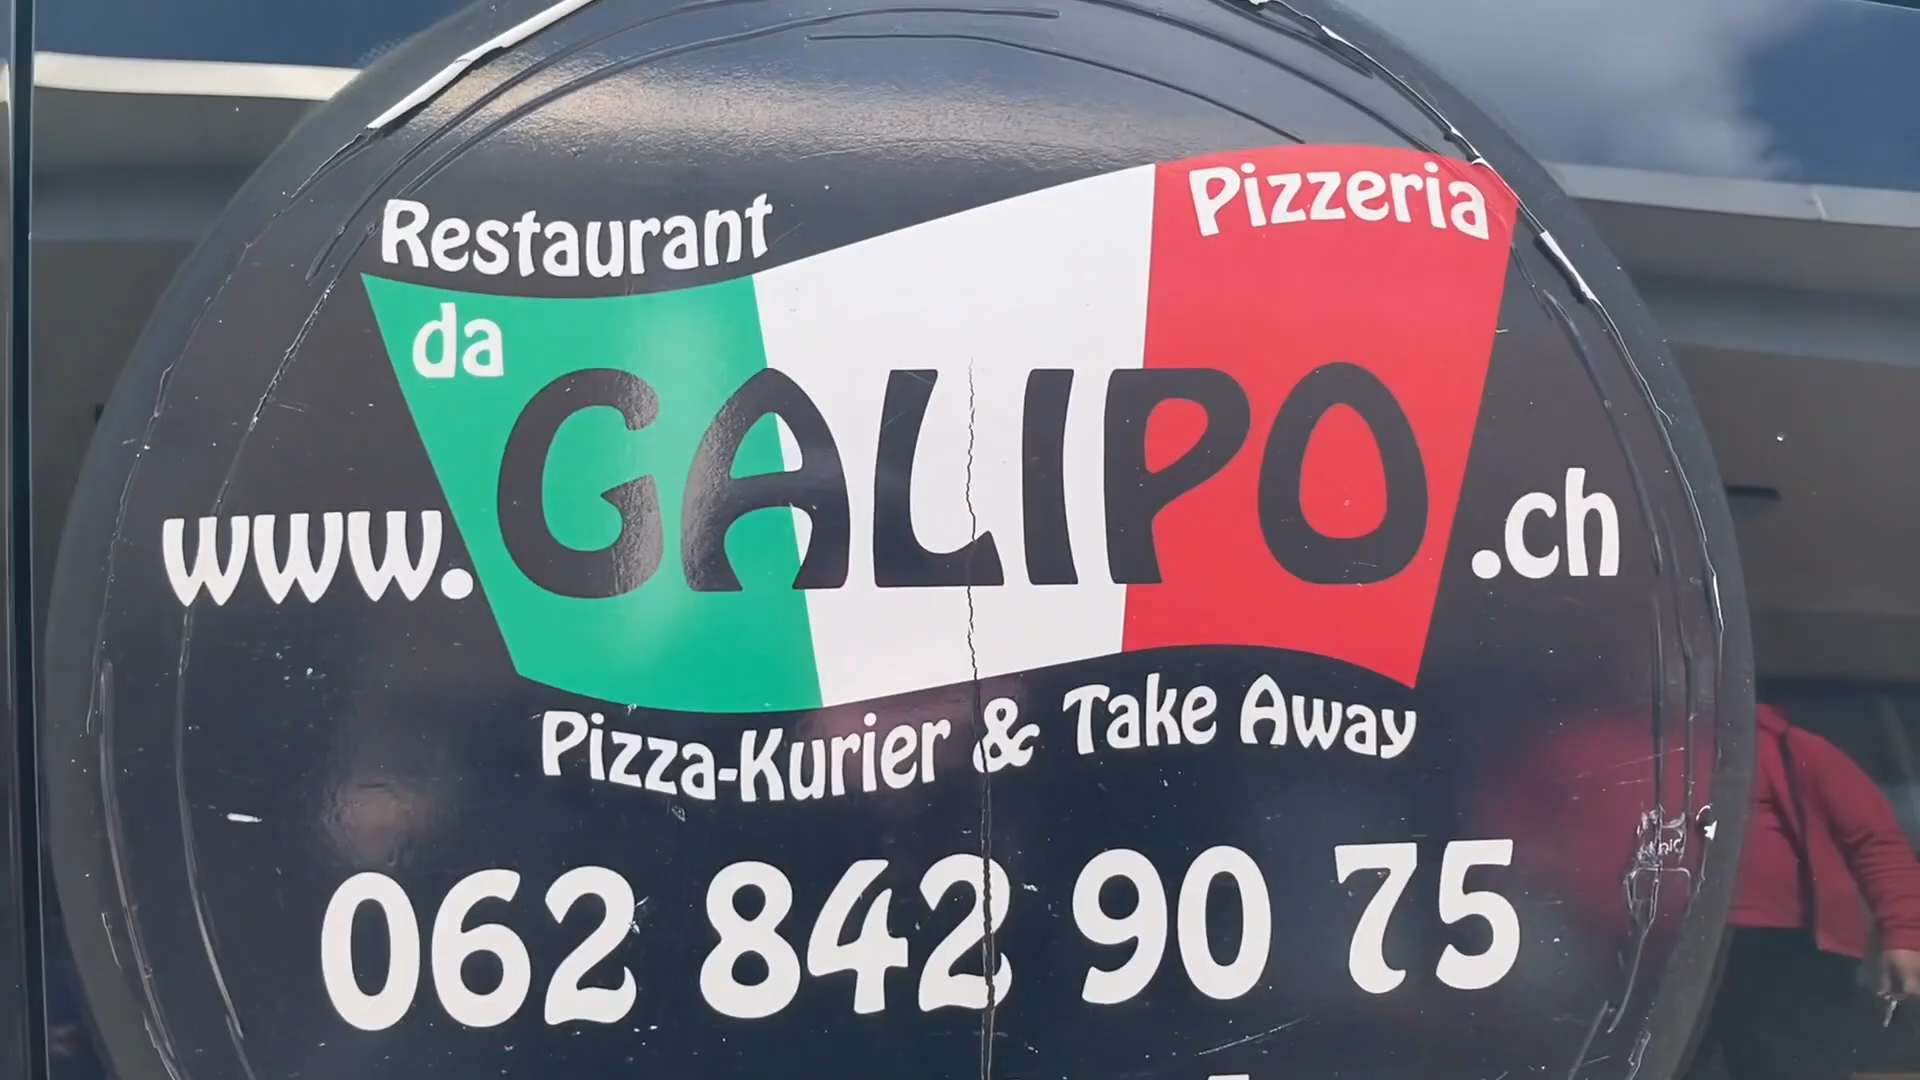 Restaurant
Pizzeria
da
www.GALIPO.ch
Pizza-Kurier & Take Away
062 842 90 75